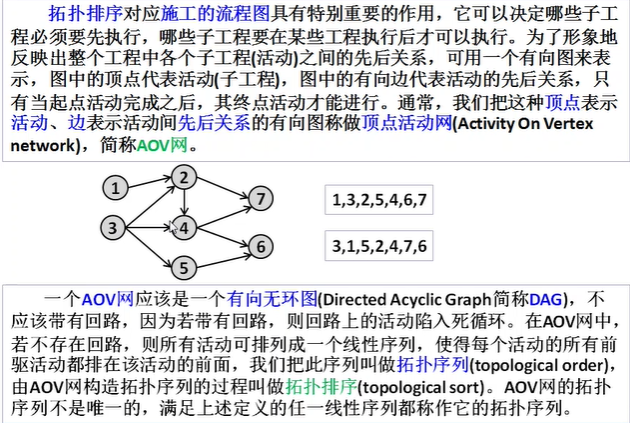 拓扑排序对应施工的流程图具有特别重要的作用，它可以决定哪些子工
程必须要先执行，哪些子工程要在某些工程执行后才可以执行。为了形象地
反映出整个工程中各个子工程(活动)之间的先后关系，可用一个有向图来表
示，图中的顶点代表活动(子工程)，图中的有向边代表活动的先后关系，只
有当起点活动完成之后，其终点活动才能进行。通常，我们把这种顶点表示
活动、边表示活动间先后关系的有向图称做顶点活动网(Activity On Vertex
network)，简称AOV网。
1
2
7
3
4
6
5
1,3,2,5,4,6,7
3,1,5,2,4,7,6
一个AOV网应该是一个有向无环图(Directed Acyclic Graph简称DAG)，不
应该带有回路，因为若带有回路，则回路上的活动陷入死循环。在AOV网中，
若不存在回路，则所有活动可排列成一个线性序列，使得每个活动的所有前
驱活动都排在该活动的前面，我们把此序列叫做拓扑序列(topological order)，
由AOV网构造拓扑序列的过程叫做拓扑排序(topological sort)。AOV网的拓扑
序列不是唯一的，满足上述定义的任一线性序列都称作它的拓扑序列。